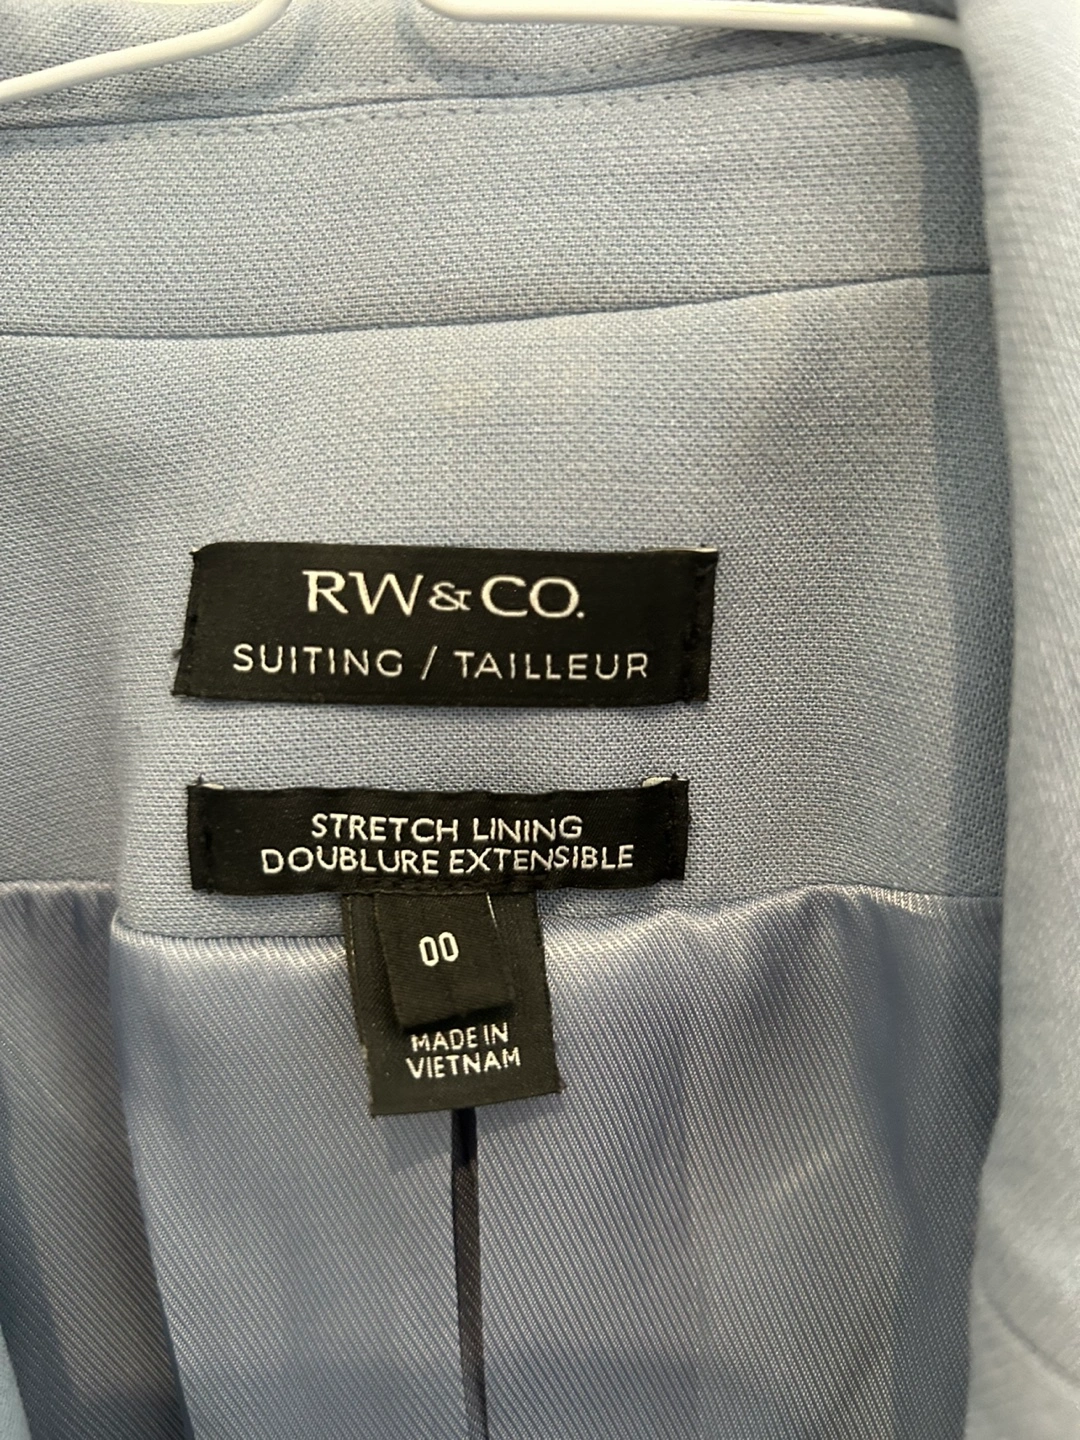 RW&CO.
SUITING / TAILLEUR
STRETCH LINING
DOUBLURE EXTENSIBLE
00
MADE IN
VIETNAM